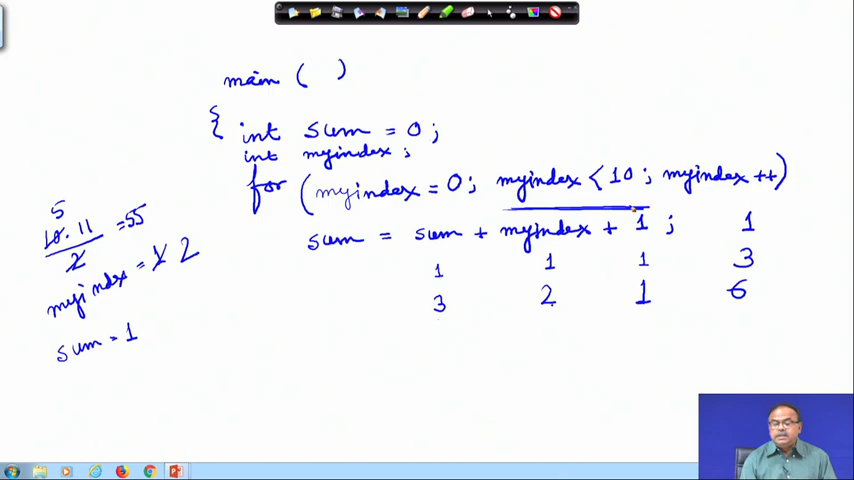 main ( )
{ int sum = 0;
int myindex ;
for (myindex = 0; myindex < 10; myindex ++)
sum = sum + myindex + 1 ; 1
1 1 1 3
3 2 1 6
5
10. 11 = 55
2
myindex = 1 2
sum = 1